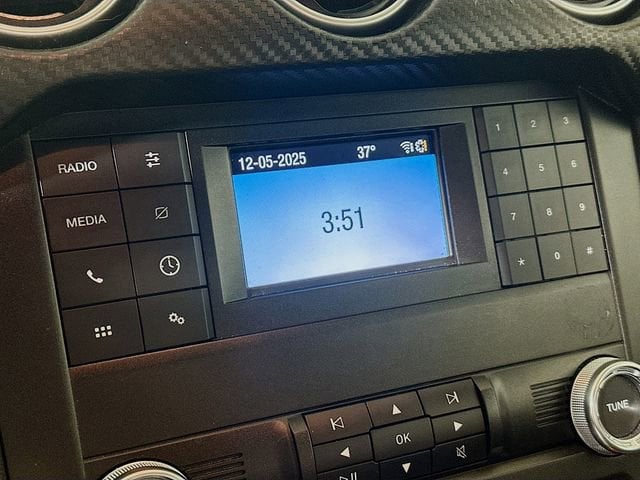 12-05-2025 37°
3:51
RADIO
MEDIA
1 2 3
4 5 6
7 8 9
* 0 #
OK
TUNE